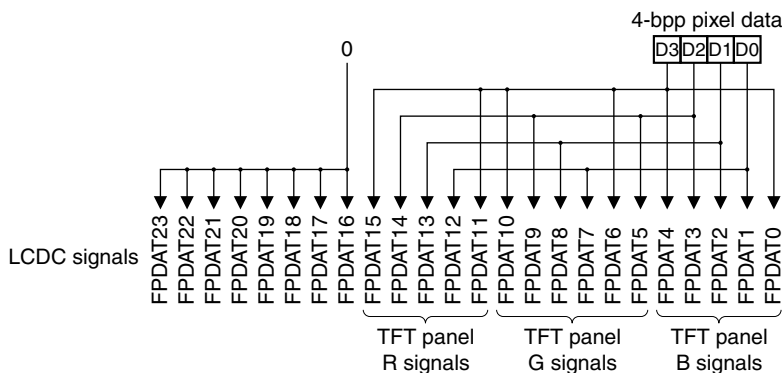 4-bpp pixel data
0
D3 D2 D1 D0
LCDC signals
FPDAT23
FPDAT22
FPDAT21
FPDAT20
FPDAT19
FPDAT18
FPDAT17
FPDAT16
FPDAT15
FPDAT14
FPDAT13
FPDAT12
FPDAT11
FPDAT10
FPDAT9
FPDAT8
FPDAT7
FPDAT6
FPDAT5
FPDAT4
FPDAT3
FPDAT2
FPDAT1
FPDAT0
TFT panel
R signals
TFT panel
G signals
TFT panel
B signals